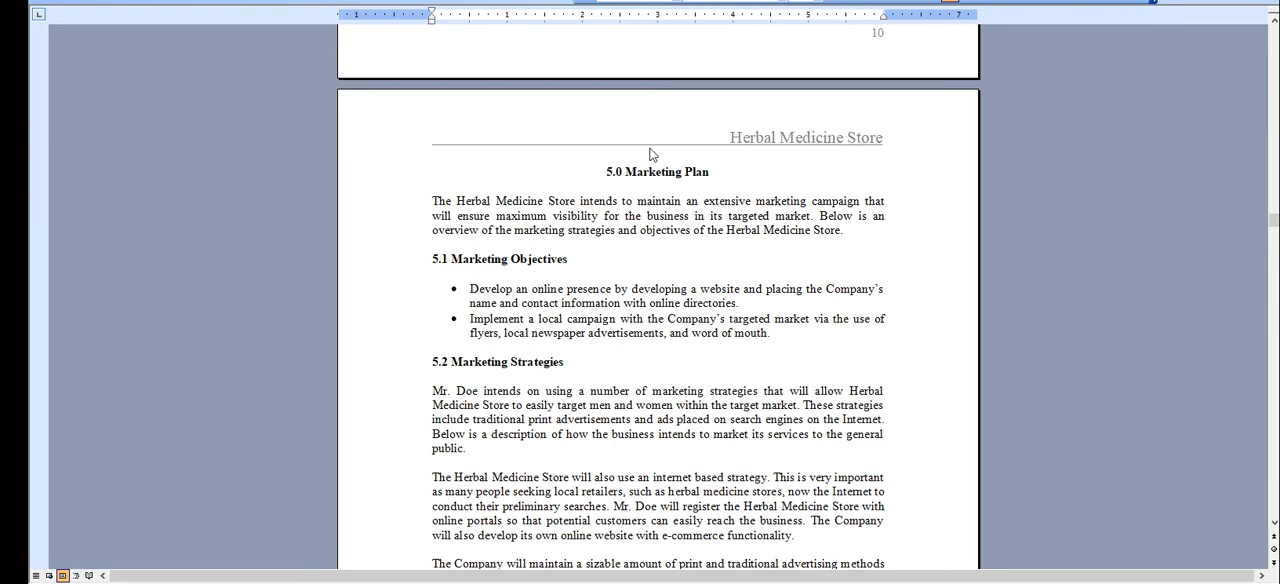 1 1 2 3 4 5 7
10
Herbal Medicine Store
5.0 Marketing Plan
The Herbal Medicine Store intends to maintain an extensive marketing campaign that
will ensure maximum visibility for the business in its targeted market. Below is an
overview of the marketing strategies and objectives of the Herbal Medicine Store.
5.1 Marketing Objectives
• Develop an online presence by developing a website and placing the Company's
name and contact information with online directories.
• Implement a local campaign with the Company's targeted market via the use of
flyers, local newspaper advertisements, and word of mouth.
5.2 Marketing Strategies
Mr. Doe intends on using a number of marketing strategies that will allow Herbal
Medicine Store to easily target men and women within the target market. These strategies
include traditional print advertisements and ads placed on search engines on the Internet.
Below is a description of how the business intends to market its services to the general
public.
The Herbal Medicine Store will also use an internet based strategy. This is very important
as many people seeking local retailers, such as herbal medicine stores, now the Internet to
conduct their preliminary searches. Mr. Doe will register the Herbal Medicine Store with
online portals so that potential customers can easily reach the business. The Company
will also develop its own online website with e-commerce functionality.
The Company will maintain a sizable amount of print and traditional advertising methods